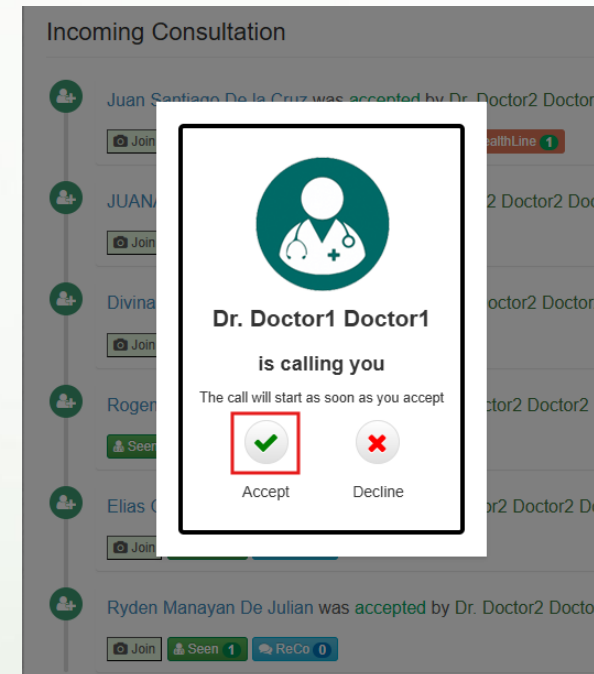 Incoming Consultation
Juan Santiago De la Cruz was accepted by Dr. Doctor2 Doctor
Join
ealthLine 1
JUAN
2 Doctor2 Do
Join
Divina
octor2 Doctor
Join
Dr. Doctor1 Doctor1
is calling you
The call will start as soon as you accept
Roger
ctor2 Doctor2
Seen
Accept
Decline
Elias
or2 Doctor2 D
Join
Ryden Manayan De Julian was accepted by Dr. Doctor2 Docto
Join
Seen 1
ReCo 0